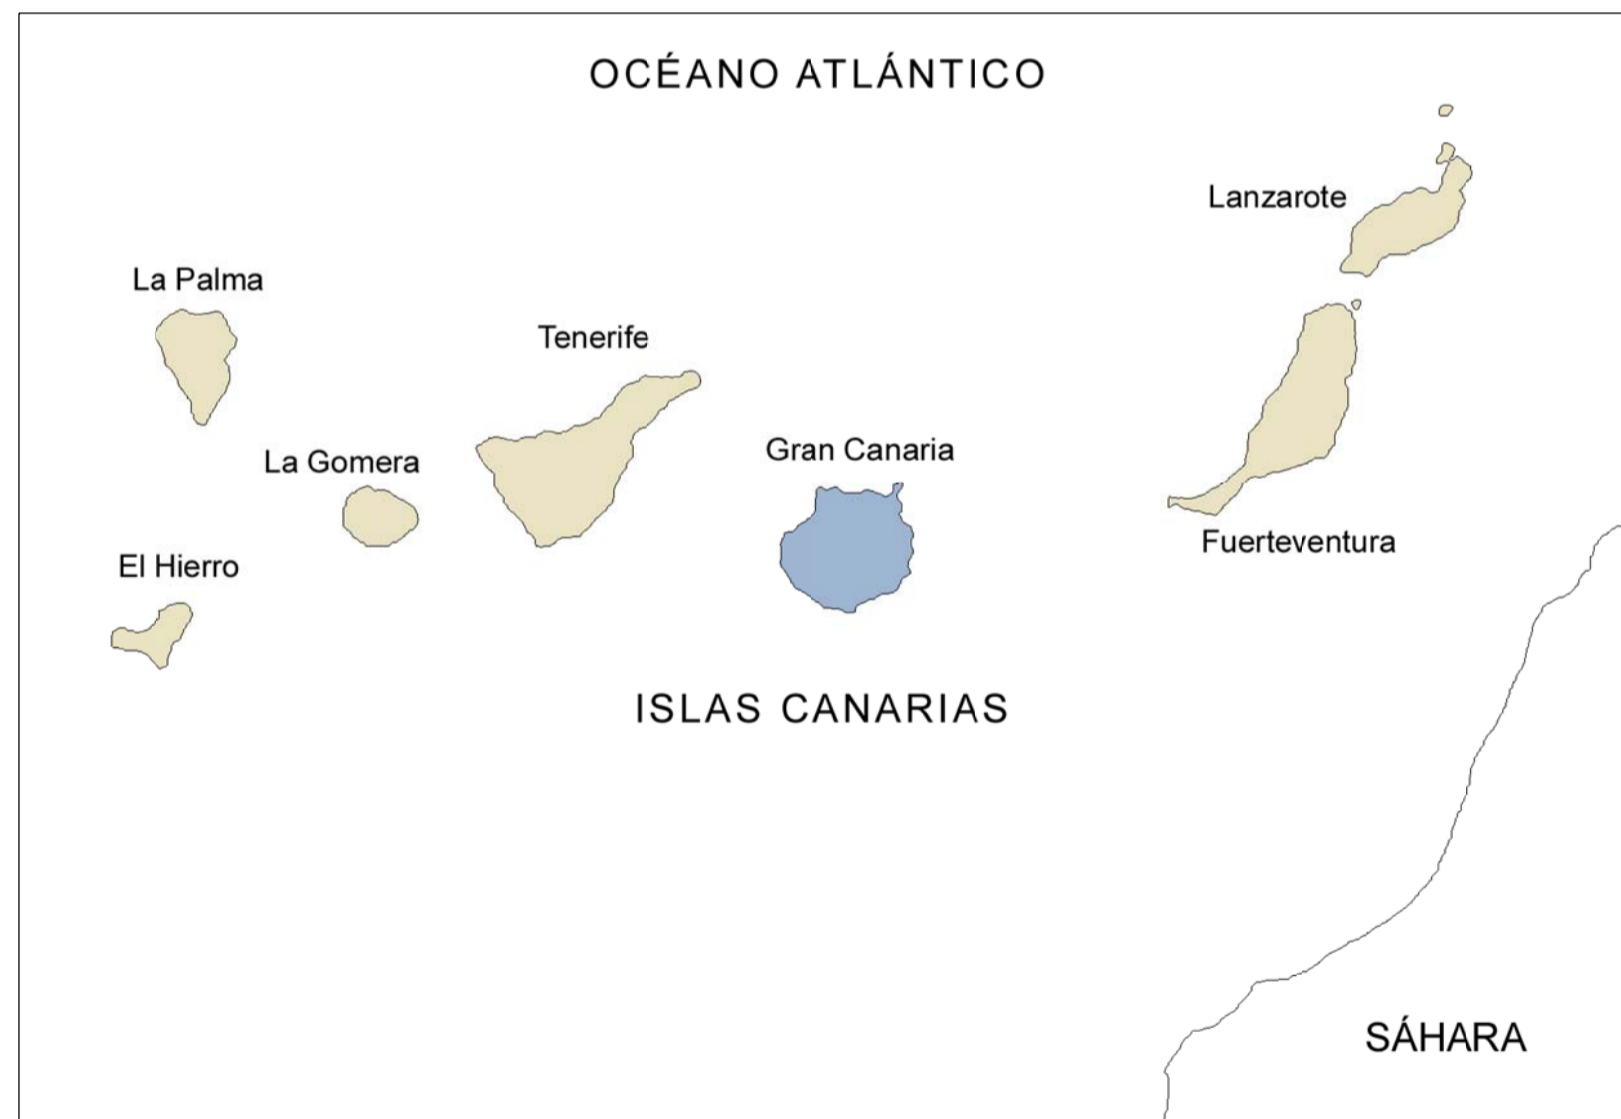 OCÉANO ATLÁNTICO
Lanzarote
La Palma
Tenerife
Gran Canaria
La Gomera
Fuerteventura
El Hierro
ISLAS CANARIAS
SÁHARA